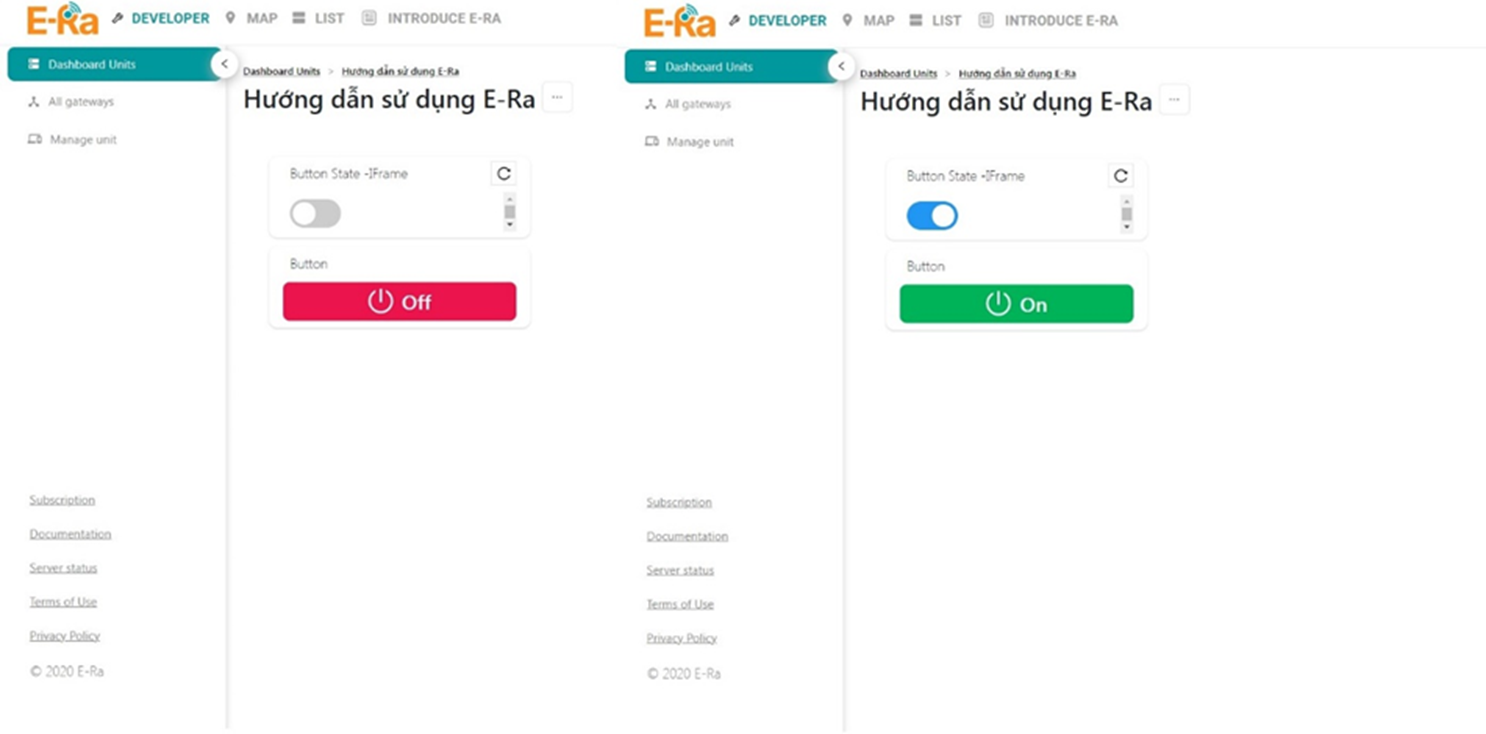 E-Ra DEVELOPER MAP LIST INTRODUCE E-RA
Dashboard Units
All gateways
Manage unit
Dashboard Units > Hướng dẫn sử dụng E-Ra
Hướng dẫn sử dụng E-Ra ...
Button State -IFrame
Button
Off
Subscription
Documentation
Server status
Terms of Use
Privacy Policy
© 2020 E-Ra
E-Ra DEVELOPER MAP LIST INTRODUCE E-RA
Dashboard Units
All gateways
Manage unit
Dashboard Units > Hướng dẫn sử dụng E-Ra
Hướng dẫn sử dụng E-Ra ...
Button State -IFrame
Button
On
Subscription
Documentation
Server status
Terms of Use
Privacy Policy
© 2020 E-Ra